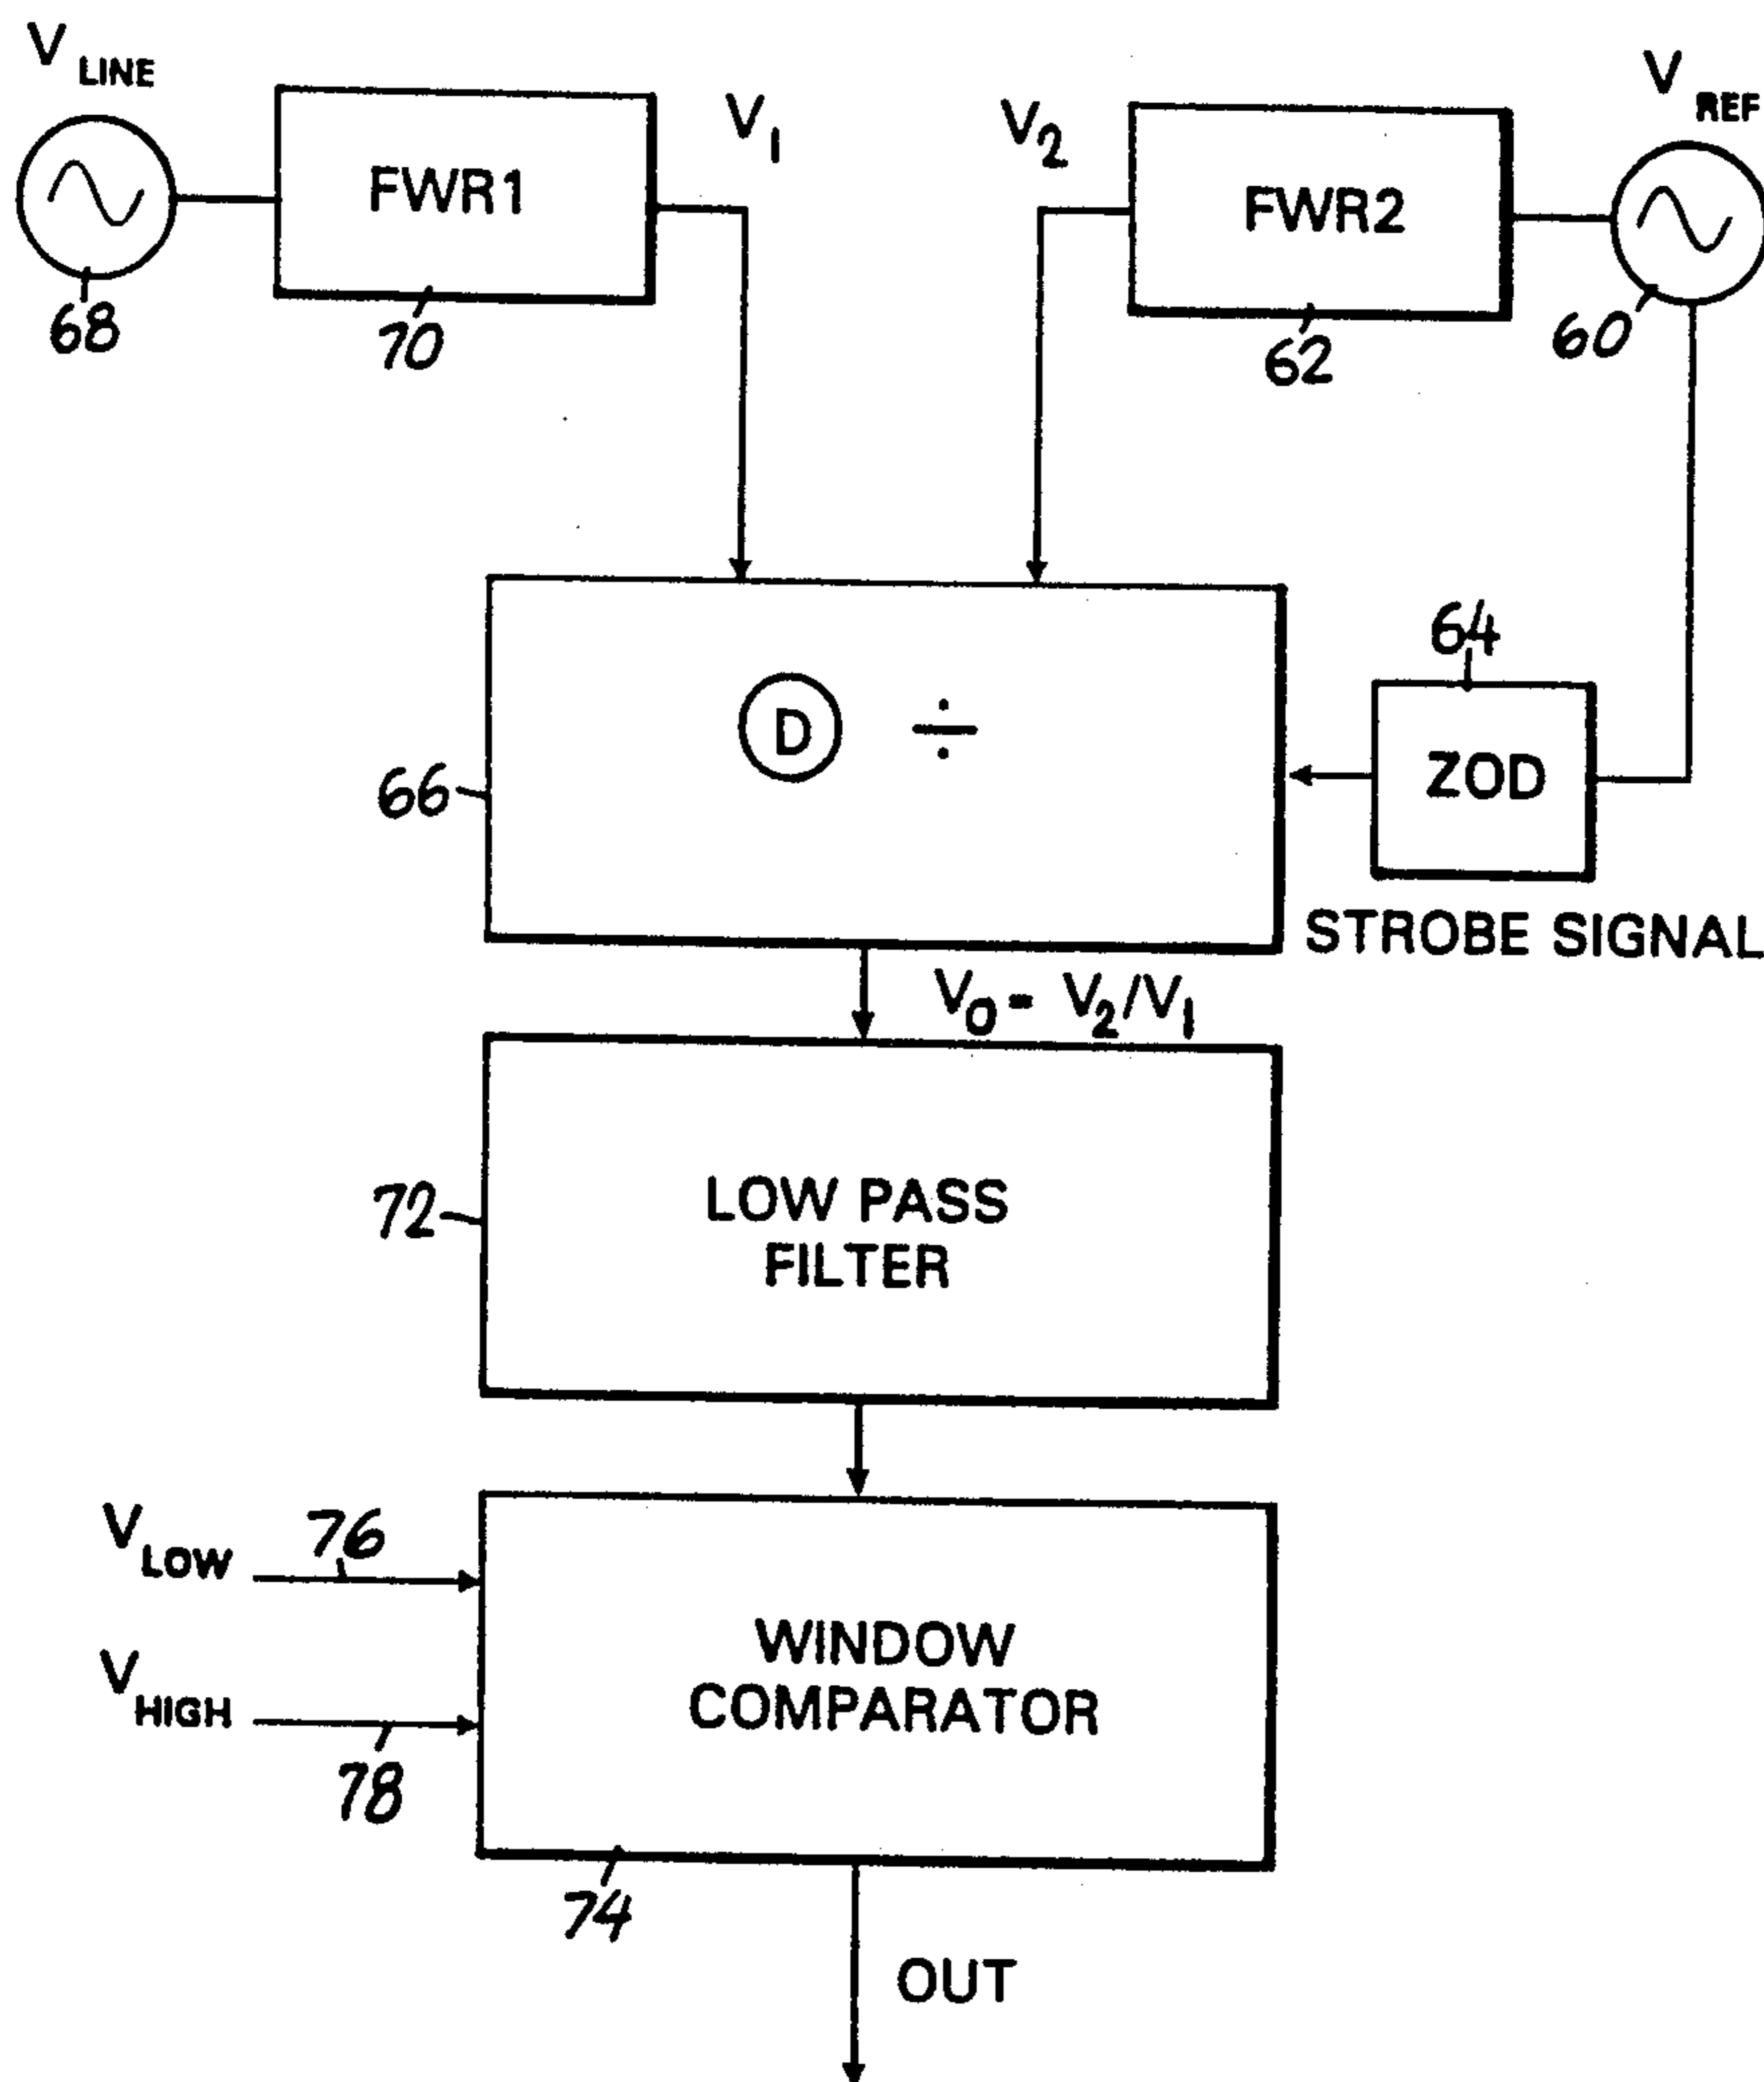 V LINE
V REF
V1
V2
FWR1
FWR2
68
70
62
60
D ÷
64
66
ZOD
STROBE SIGNAL
V0 = V2/V1
LOW PASS
FILTER
72
V LOW
76
WINDOW
COMPARATOR
V HIGH
78
74
OUT